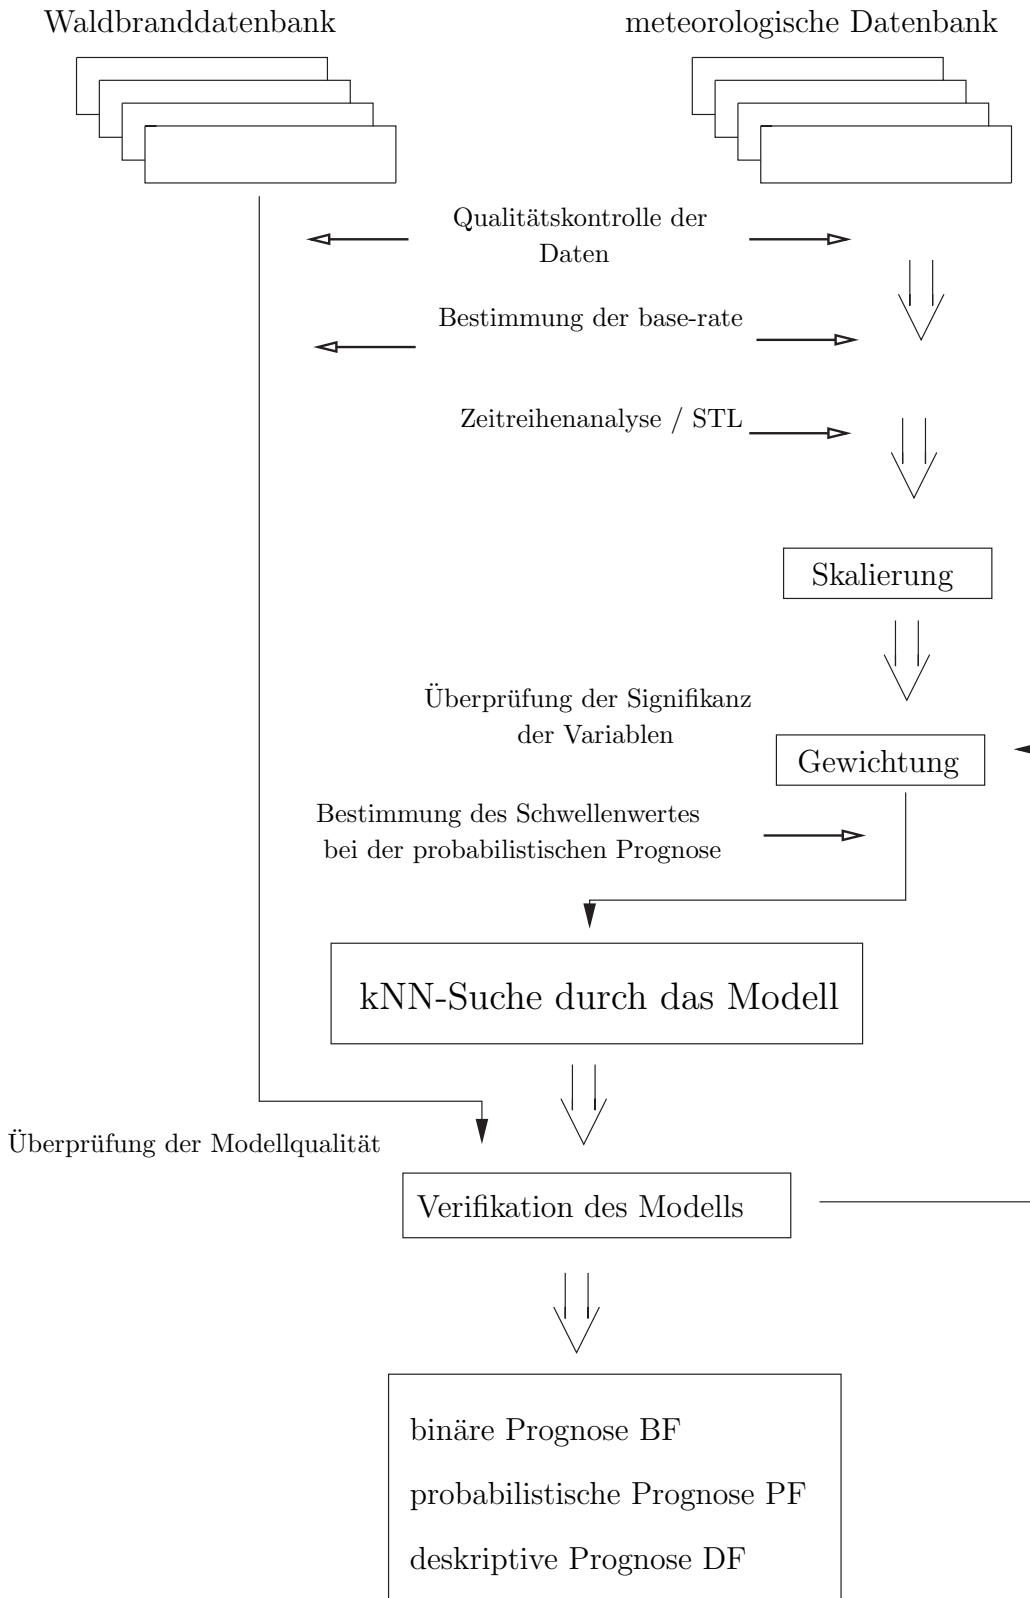 Waldbranddatenbank
meteorologische Datenbank
Qualitätskontrolle der
Daten
Bestimmung der base-rate
Zeitreihenanalyse / STL
Skalierung
Überprüfung der Signifikanz
der Variablen
Gewichtung
Bestimmung des Schwellenwertes
bei der probabilistischen Prognose
kNN-Suche durch das Modell
Überprüfung der Modellqualität
Verifikation des Modells
binäre Prognose BF
probabilistische Prognose PF
deskriptive Prognose DF